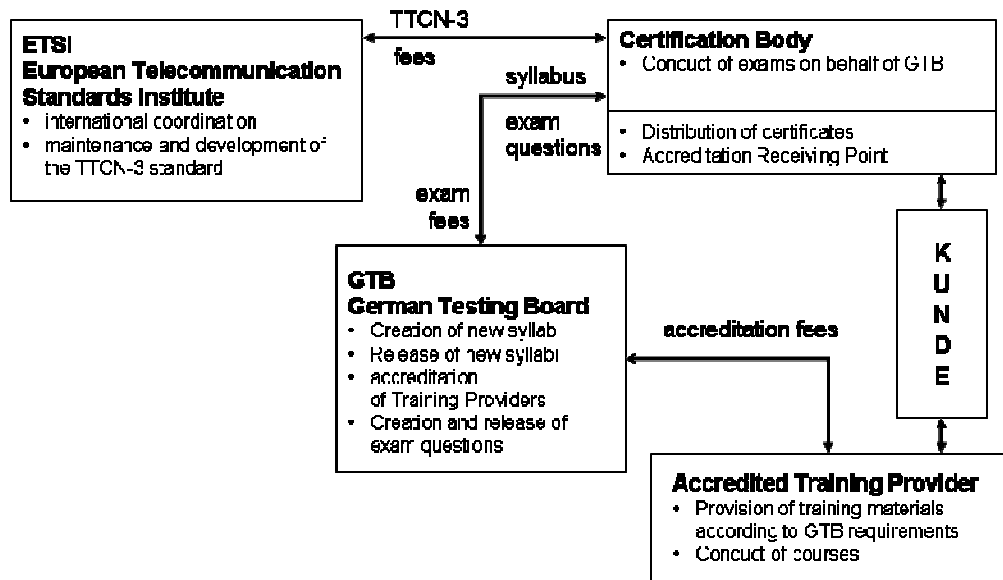 TTCN-3
fees
ETSI
European Telecommunication
Standards Institute
• international coordination
• maintenance and development of
the TTCN-3 standard
Certification Body
• Conduct of exams on behalf of GTB
• Distribution of certificates
• Accreditation Receiving Point
syllabus
exam
questions
exam
fees
GTB
German Testing Board
• Creation of new syllab
• Release of new syllabi
• accreditation
of Training Providers
• Creation and release of
exam questions
accreditation fees
K
U
N
D
E
Accredited Training Provider
• Provision of training materials
according to GTB requirements
• Conduct of courses